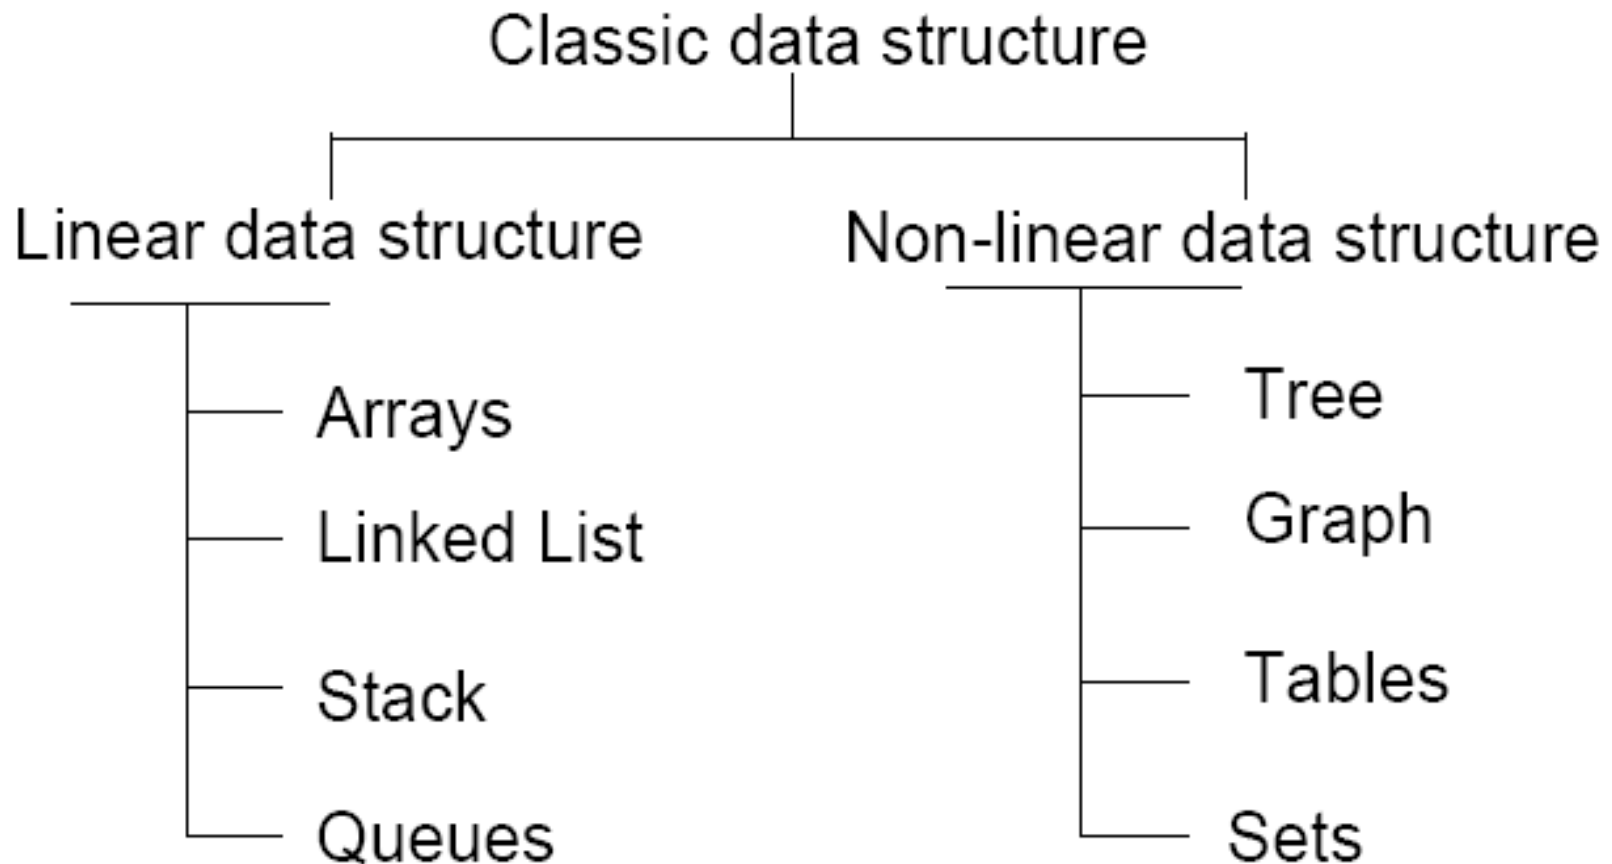 Classic data structure
Linear data structure
Arrays
Linked List
Stack
Queues
Non-linear data structure
Tree
Graph
Tables
Sets